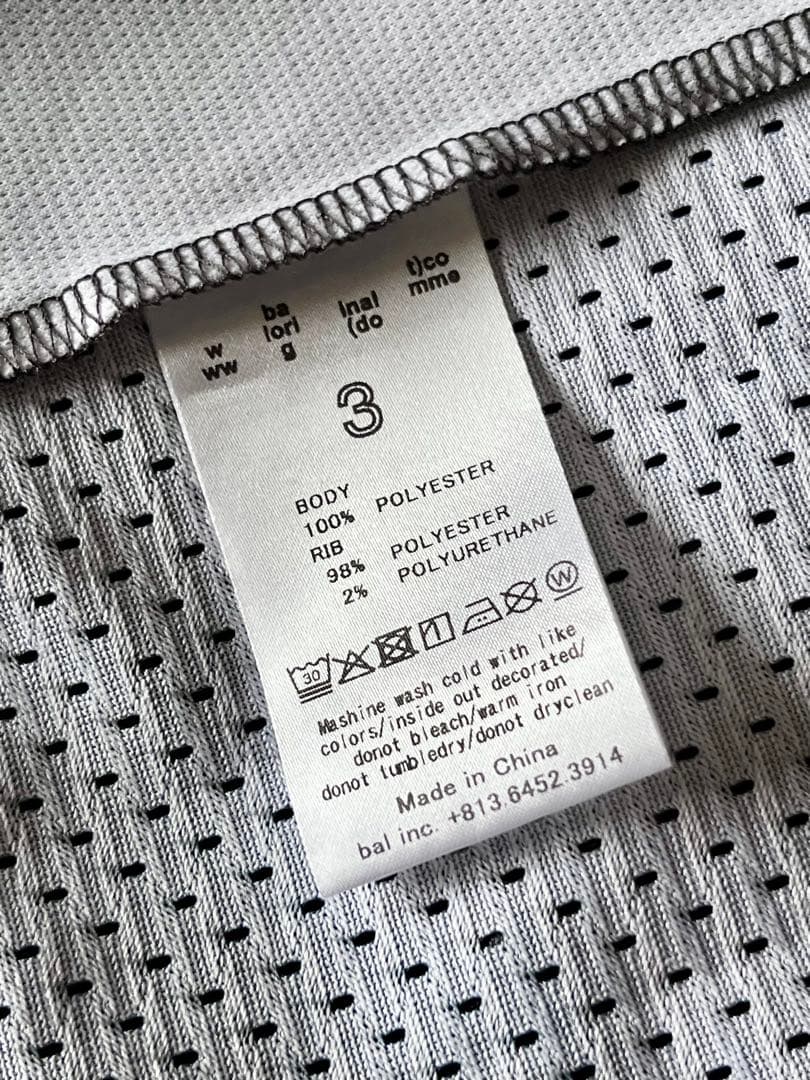 w
ww
ba
lori
g
inal
(do
t)co
mme
3
BODY
100% POLYESTER
RIB
98% POLYESTER
2% POLYURETHANE
30
W
Mashine wash cold with like
colors/inside out decorated/
donot bleach/warm iron
donot tumbledry/donot dryclean
Made in China
bal inc. +813.6452.3914